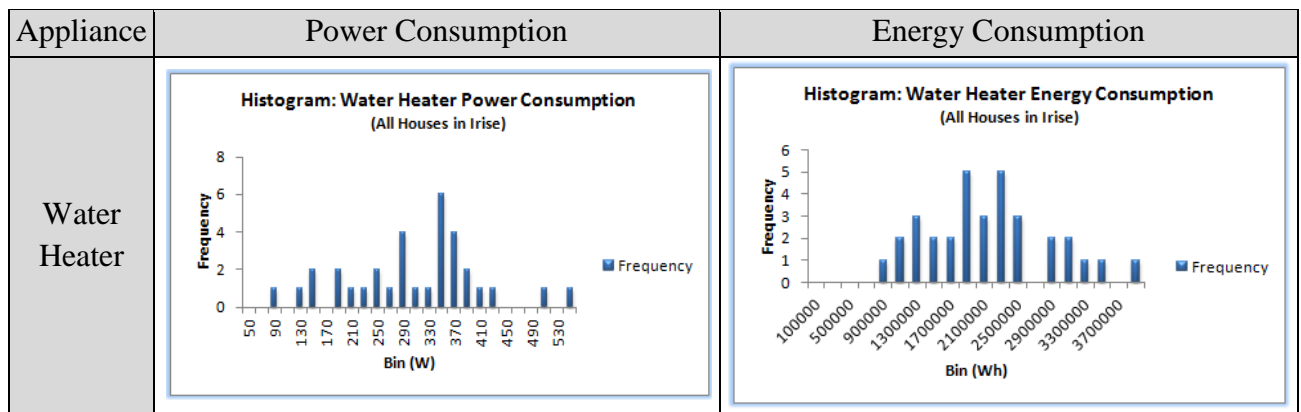 Appliance Power Consumption Energy Consumption
Water
Heater
Histogram: Water Heater Power Consumption
(All Houses in Irise)
Frequency
8
6
4
2
0
50 90 130 170 210 250 290 330 370 410 450 490 530
Bin (W)
Frequency
Histogram: Water Heater Energy Consumption
(All Houses in Irise)
Frequency
6
5
4
3
2
1
0
100000 500000 900000 1300000 1700000 2100000 2500000 2900000 3300000 3700000
Bin (Wh)
Frequency